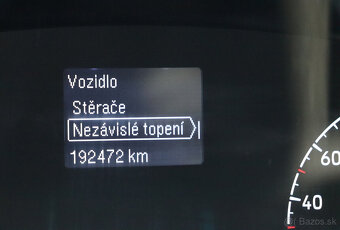 Vozidlo
Stěrače
Nezávislé topení
192472 km
60
40
Bazos.sk